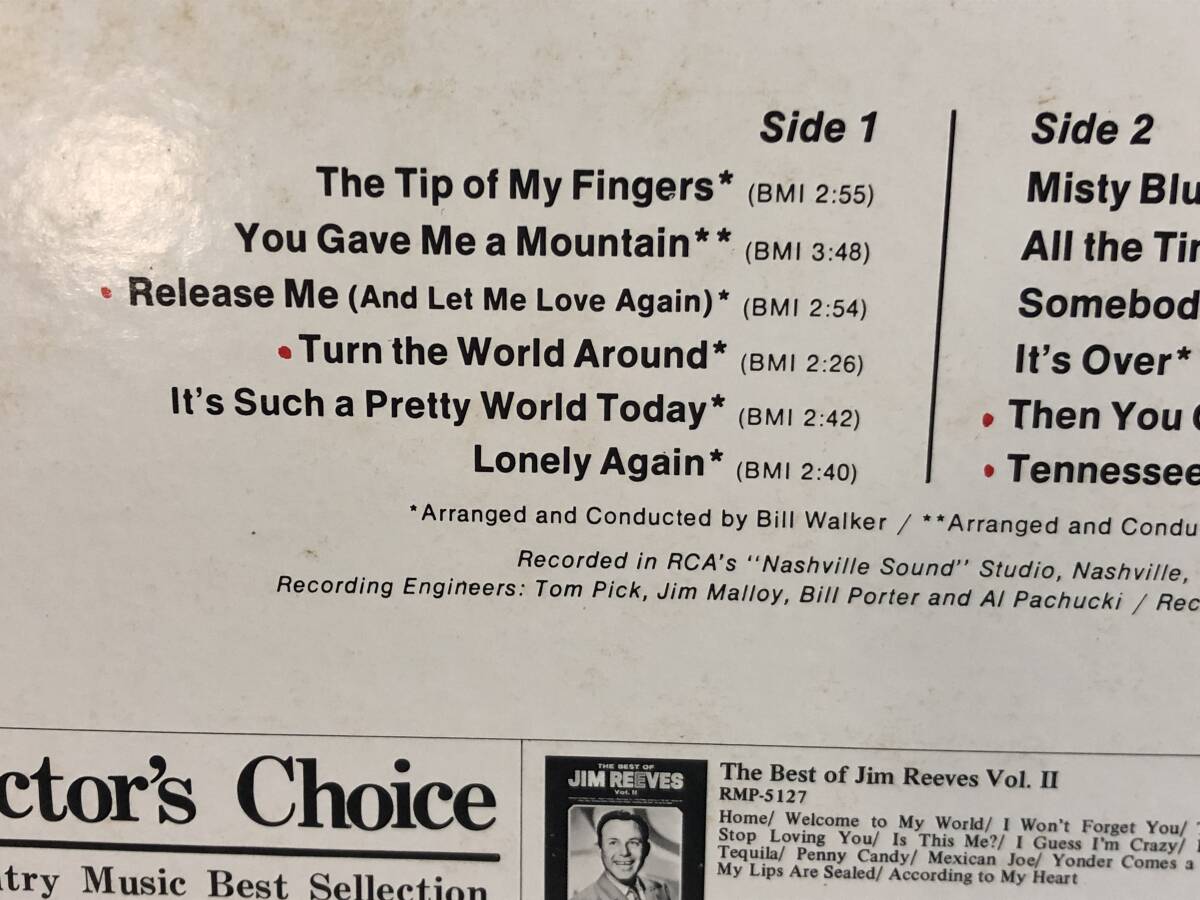 Side 1
The Tip of My Fingers* (BMI 2:55)
You Gave Me a Mountain** (BMI 3:48)
• Release Me (And Let Me Love Again)* (BMI 2:54)
• Turn the World Around* (BMI 2:26)
It's Such a Pretty World Today* (BMI 2:42)
Lonely Again* (BMI 2:40)
Side 2
Misty Blu
All the Tir
Somebod
It's Over*
• Then You
• Tennessee
*Arranged and Conducted by Bill Walker / **Arranged and Condu
Recorded in RCA's "Nashville Sound" Studio, Nashville,
Recording Engineers: Tom Pick, Jim Malloy, Bill Porter and Al Pachucki / Rec
ctor's Choice
try Music Best Sellection
THE BEST OF
JIM REEVES
Vol. II
The Best of Jim Reeves Vol. II
RMP-5127
Home/ Welcome to My World/ I Won't Forget You/
Stop Loving You/ Is This Me?/ I Guess I'm Crazy/
Tequila/ Penny Candy/ Mexican Joe/ Yonder Comes a
My Lips Are Sealed/ According to My Heart